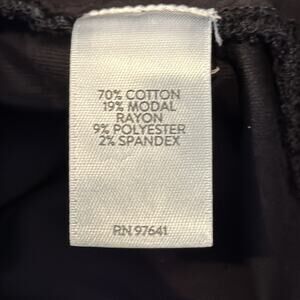 70% COTTON
19% MODAL
RAYON
9% POLYESTER
2% SPANDEX
RN 97641